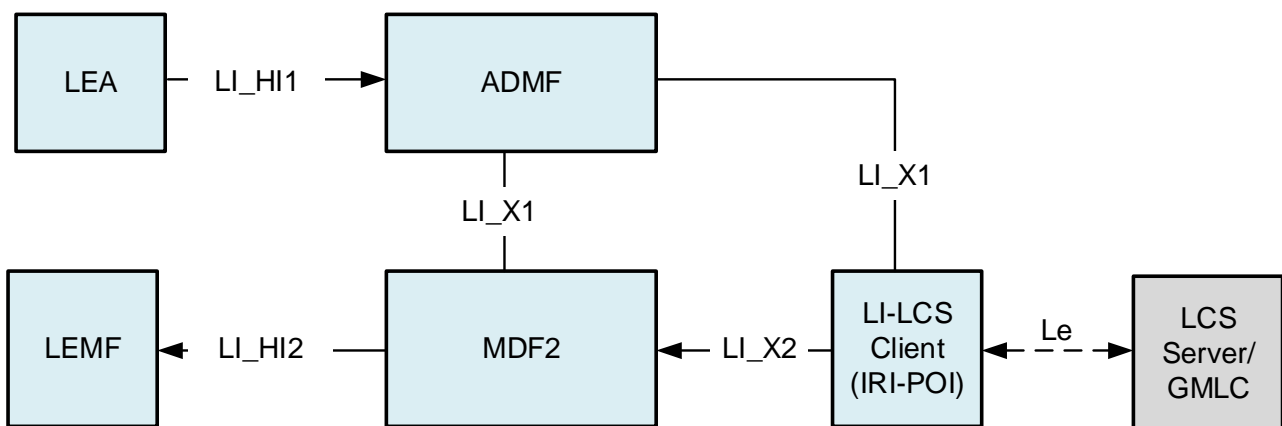 LEA
LI_HI1
ADMF
LI_X1
LI_X1
LEMF
LI_HI2
MDF2
LI_X2
LI-LCS
Client
(IRI-POI)
Le
LCS
Server/
GMLC